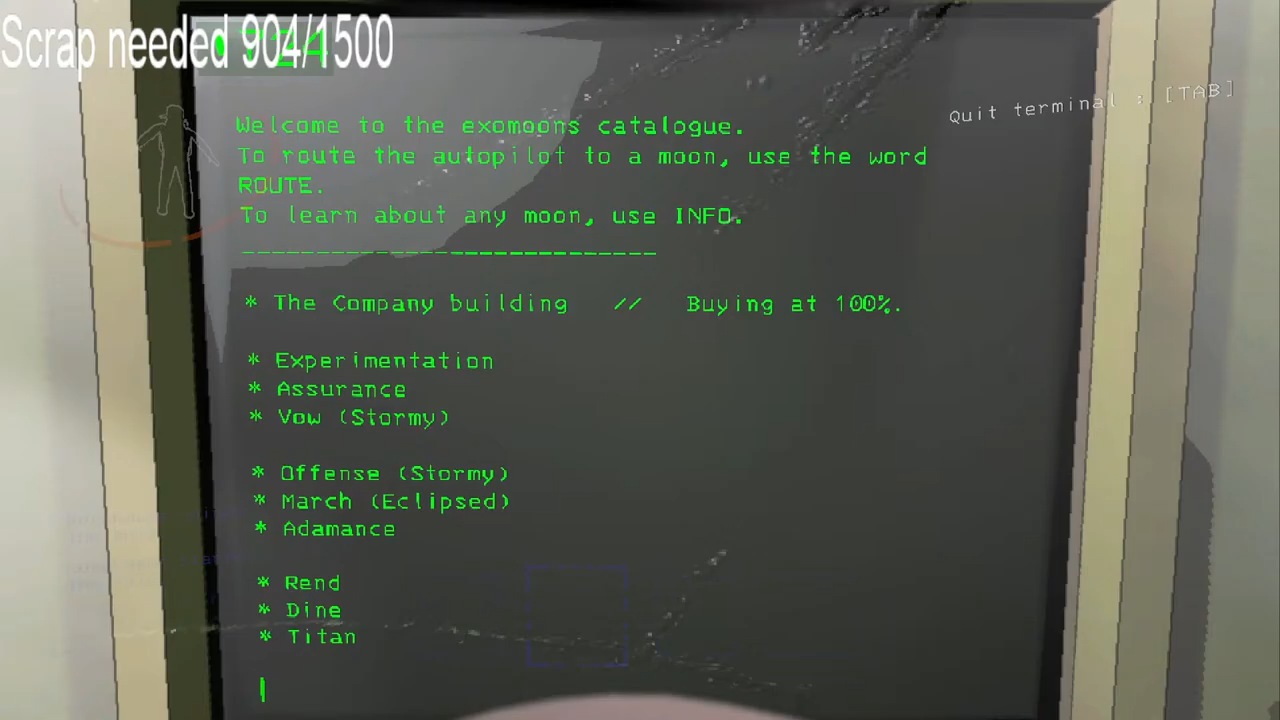 Scrap needed 904/1500
Quit terminal : [TAB]
Welcome to the exomoons catalogue.
To route the autopilot to a moon, use the word
ROUTE.
To learn about any moon, use INFO.
----------------------------
* The Company building // Buying at 100%.
* Experimentation
* Assurance
* Vow (Stormy)
* Offense (Stormy)
* March (Eclipsed)
* Adamance
* Rend
* Dine
* Titan